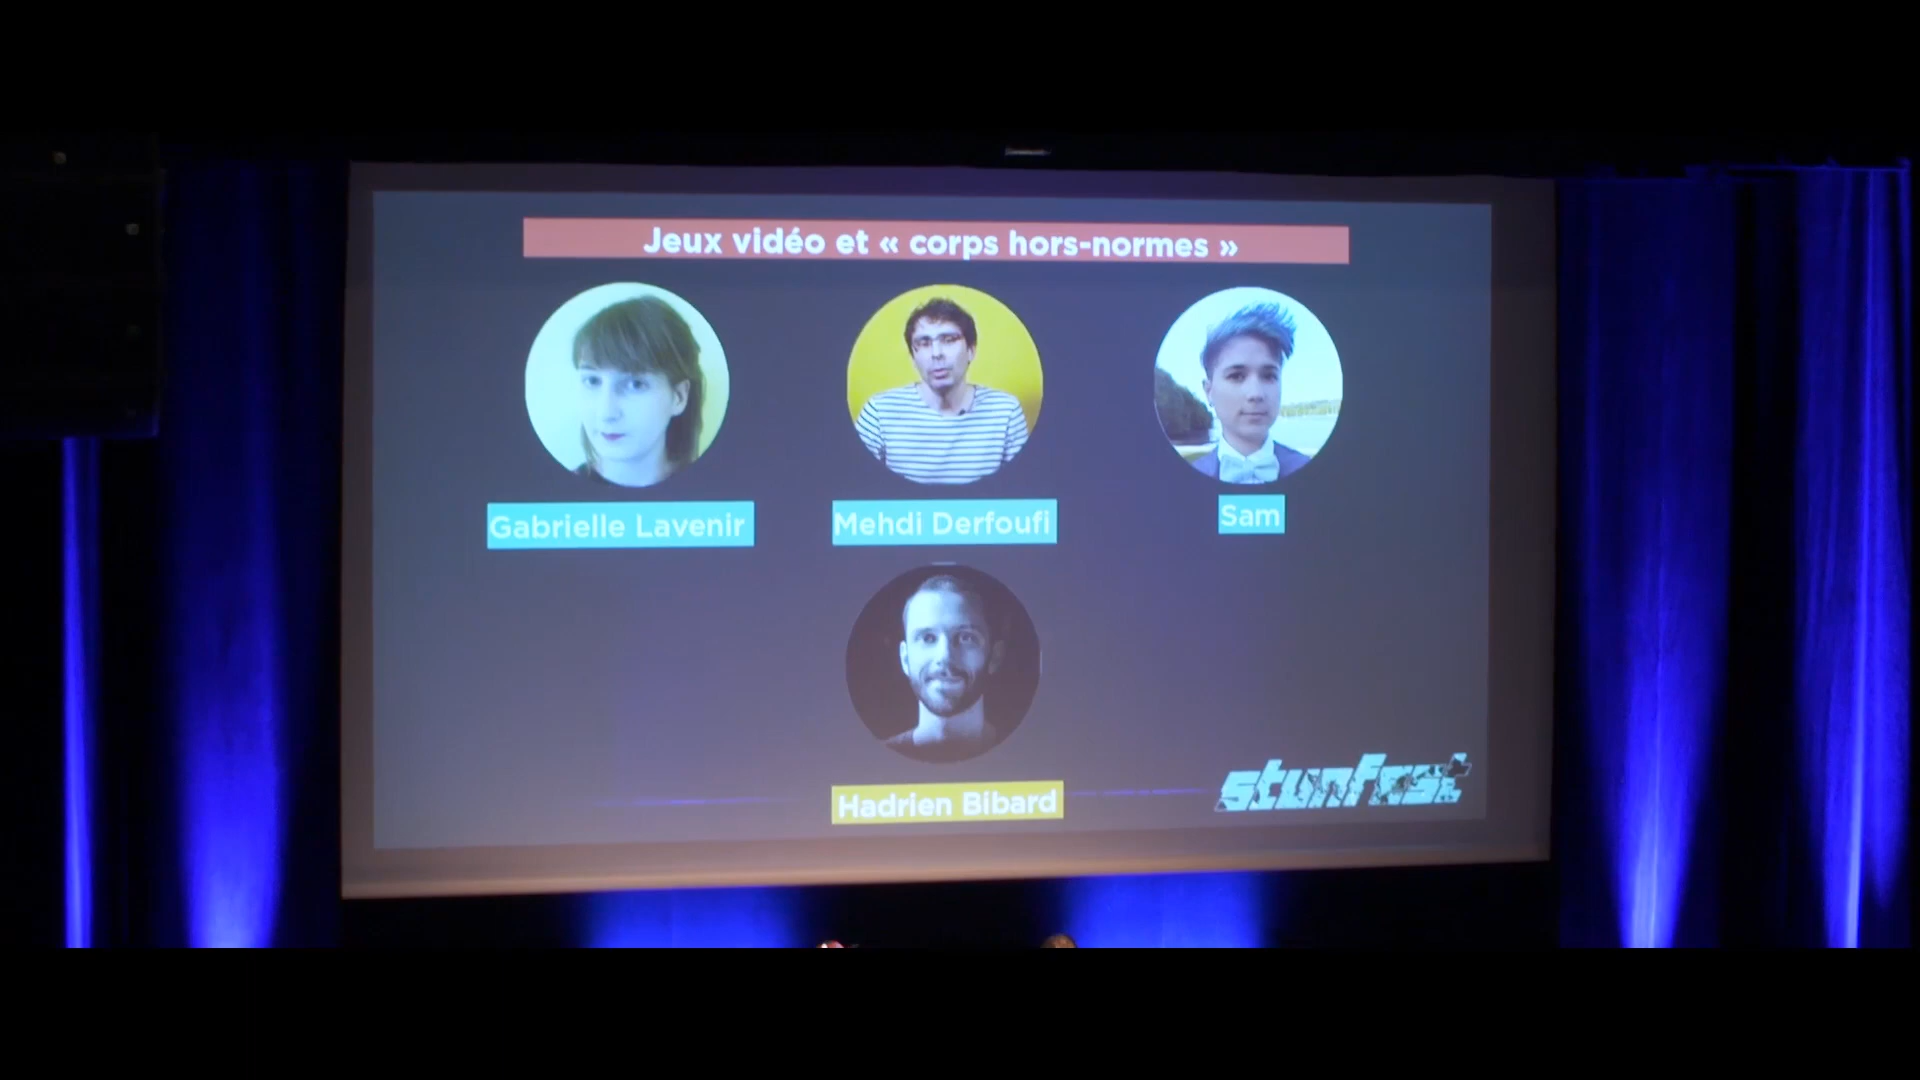 Jeux vidéo et « corps hors-normes »
Gabrielle Lavenir
Mehdi Derfoufi
Sam
Hadrien Bibard
stunfest